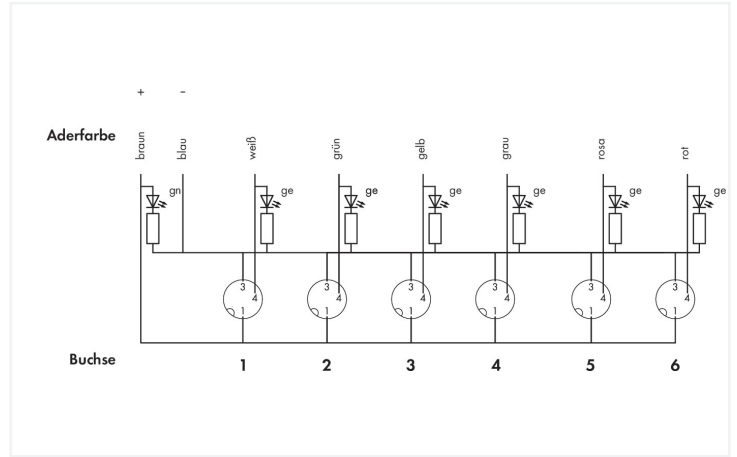 + –
Aderfarbe braun blau weiß grün gelb grau rosa rot
gn ge ge ge ge ge ge
3 3 3 3 3 3
4 4 4 4 4 4
1 1 1 1 1 1
Buchse 1 2 3 4 5 6